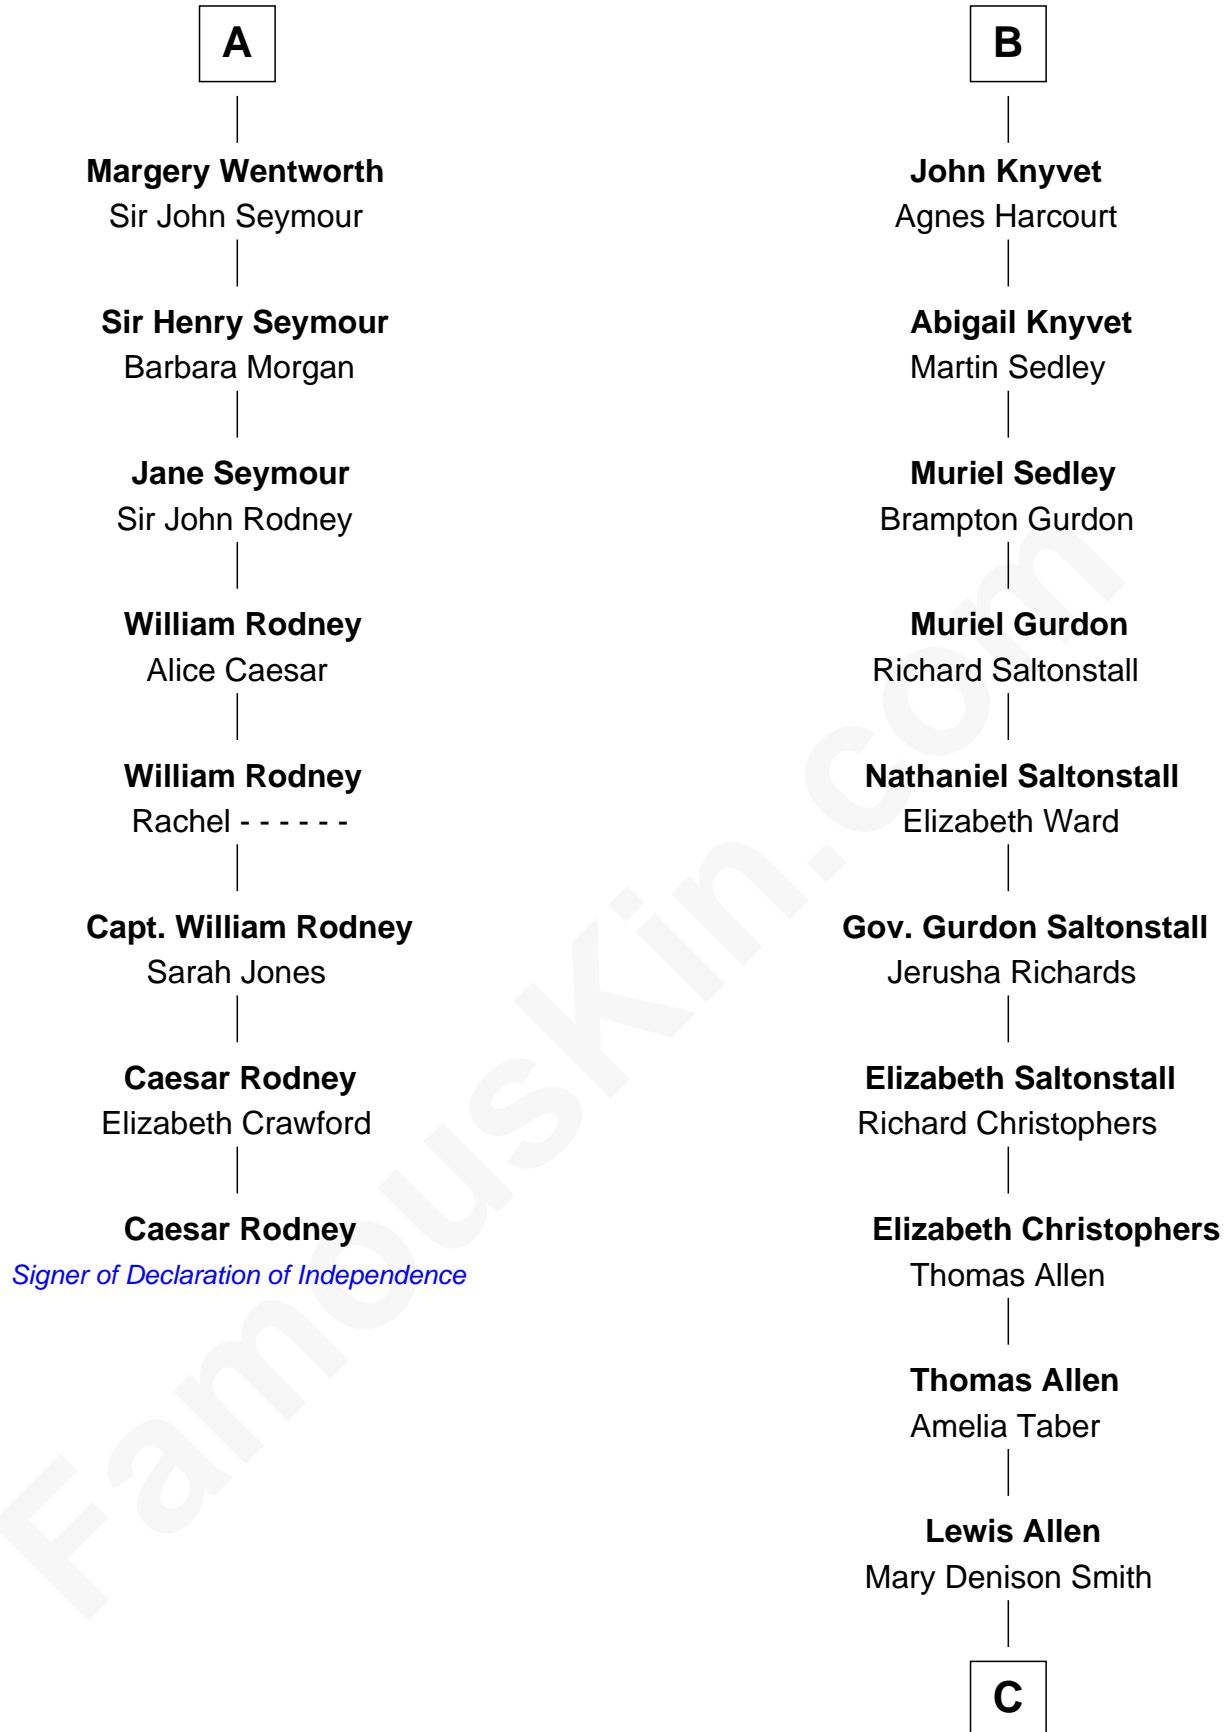 A
Margery Wentworth
Sir John Seymour
Sir Henry Seymour
Barbara Morgan
Jane Seymour
Sir John Rodney
William Rodney
Alice Caesar
William Rodney
Rachel - - - - - -
Capt. William Rodney
Sarah Jones
Caesar Rodney
Elizabeth Crawford
Caesar Rodney
Signer of Declaration of Independence
B
John Knyvet
Agnes Harcourt
Abigail Knyvet
Martin Sedley
Muriel Sedley
Brampton Gurdon
Muriel Gurdon
Richard Saltonstall
Nathaniel Saltonstall
Elizabeth Ward
Gov. Gurdon Saltonstall
Jerusha Richards
Elizabeth Saltonstall
Richard Christophers
Elizabeth Christophers
Thomas Allen
Thomas Allen
Amelia Taber
Lewis Allen
Mary Denison Smith
C
FamousKin.com